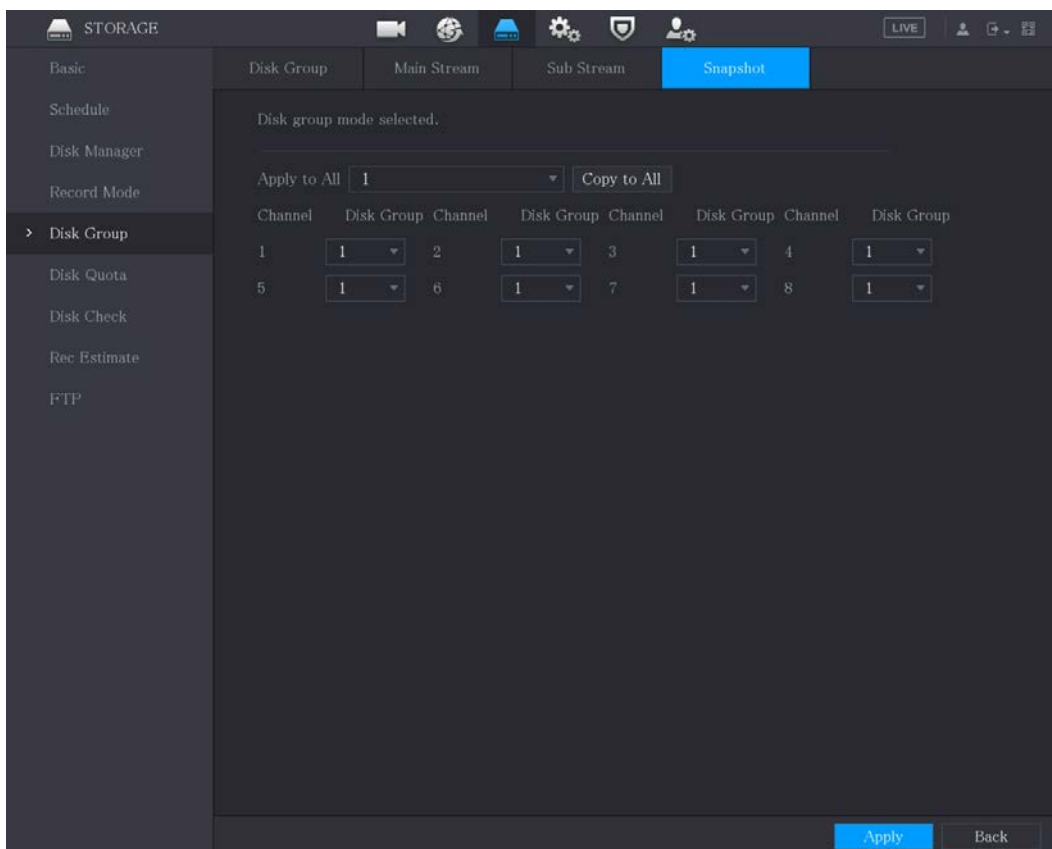 STORAGE
LIVE
Basic
Schedule
Disk Manager
Record Mode
Disk Group
Disk Quota
Disk Check
Rec Estimate
FTP
Disk Group Main Stream Sub Stream Snapshot
Disk group mode selected.
Apply to All 1 Copy to All
Channel Disk Group Channel Disk Group Channel Disk Group Channel Disk Group
1 1 2 1 3 1 4 1
5 1 6 1 7 1 8 1
Apply Back